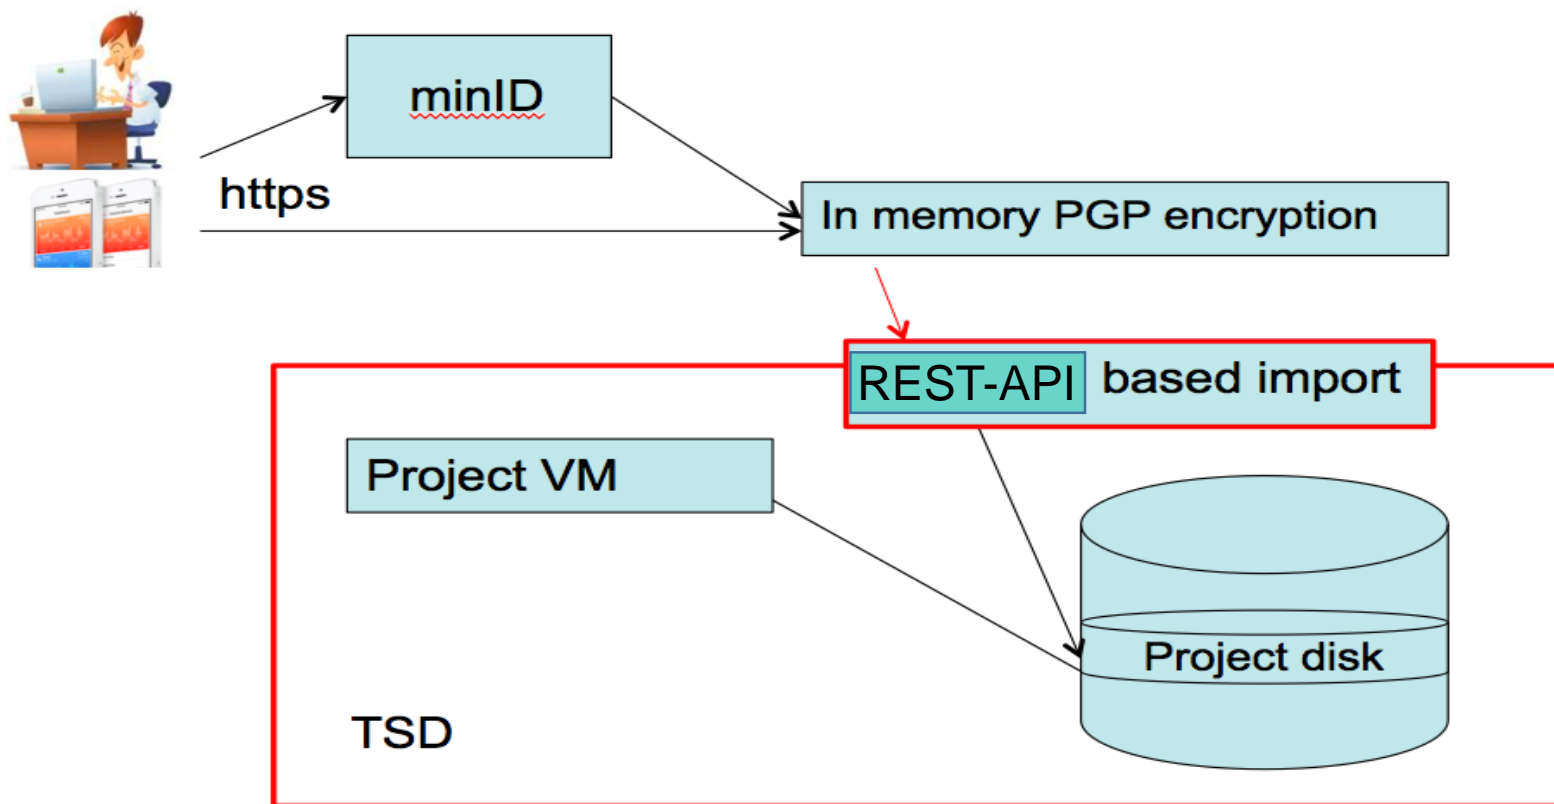 minID
https
In memory PGP encryption
REST-API based import
Project VM
Project disk
TSD